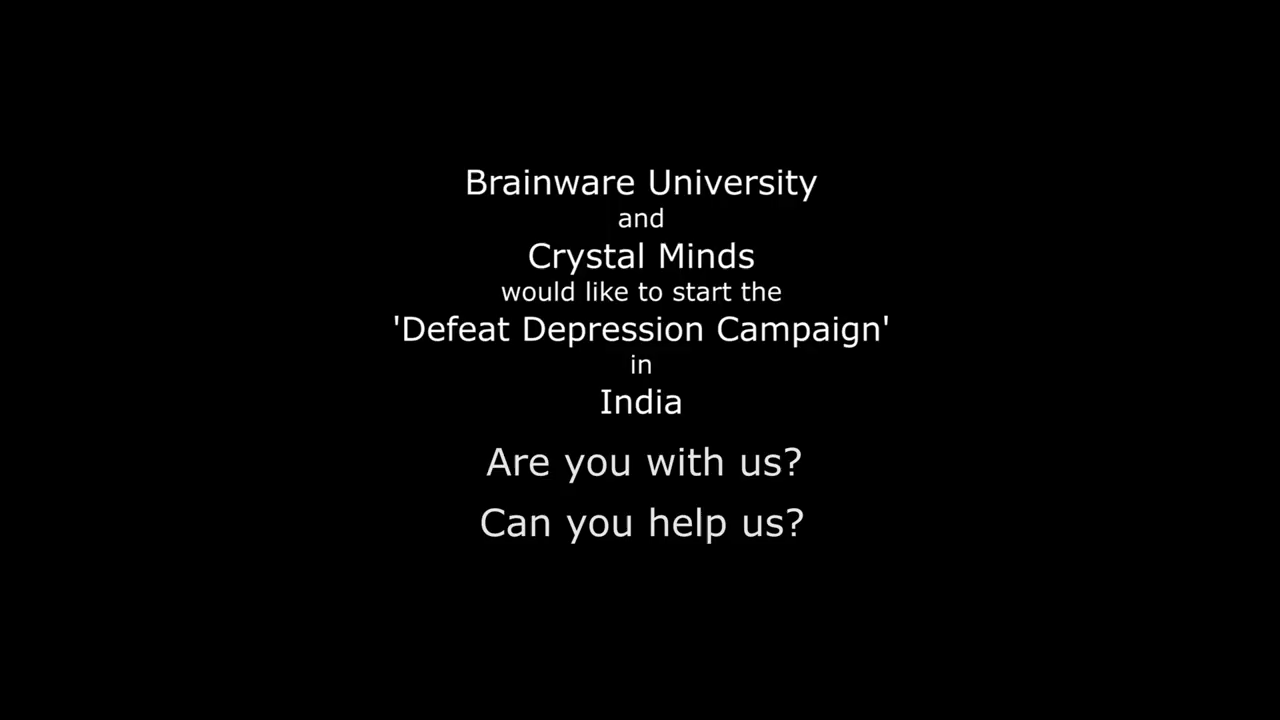 Brainware University
and
Crystal Minds
would like to start the
'Defeat Depression Campaign'
in
India
Are you with us?
Can you help us?